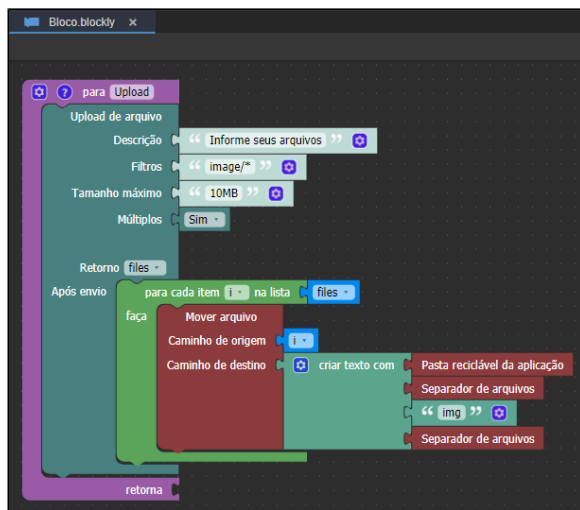 Bloco.blockly ×
? para Upload
Upload de arquivo
Descrição “ Informe seus arquivos ”
Filtros “ image/* ”
Tamanho máximo “ 10MB ”
Múltiplos Sim
Retorno files
Após envio para cada item i na lista files
faça Mover arquivo
Caminho de origem i
Caminho de destino criar texto com Pasta reciclável da aplicação
Separador de arquivos
“ img ”
Separador de arquivos
retorna